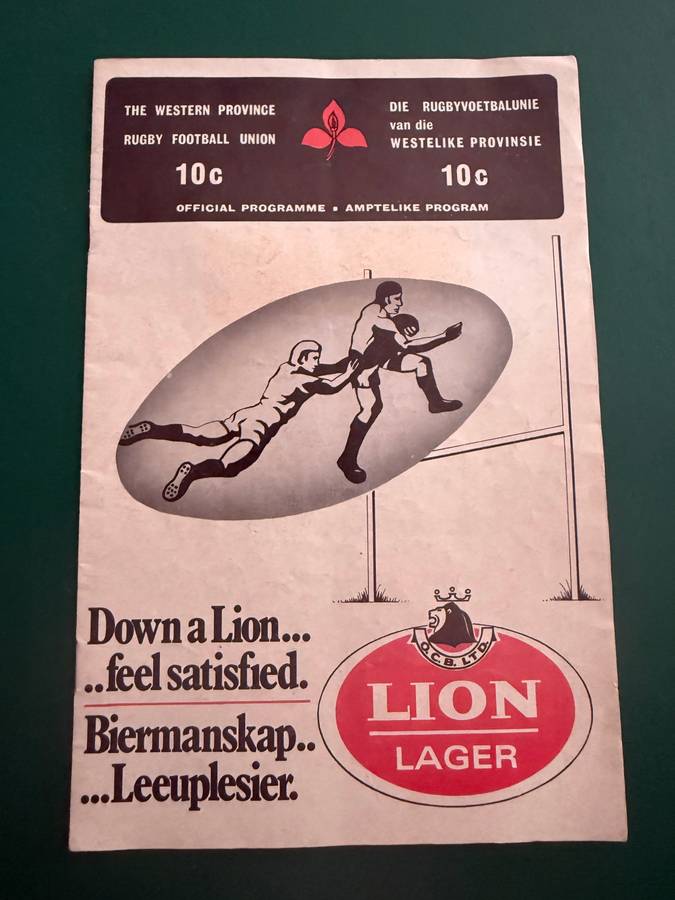 THE WESTERN PROVINCE
RUGBY FOOTBALL UNION
10c
DIE RUGBYVOETBALUNIE
van die
WESTELIKE PROVINSIE
10c
OFFICIAL PROGRAMME ▪ AMPTELIKE PROGRAM
Down a Lion...
..feel satisfied.
Biermanskap..
...Leeuplesier.
O.C.B. LTD.
LION
LAGER